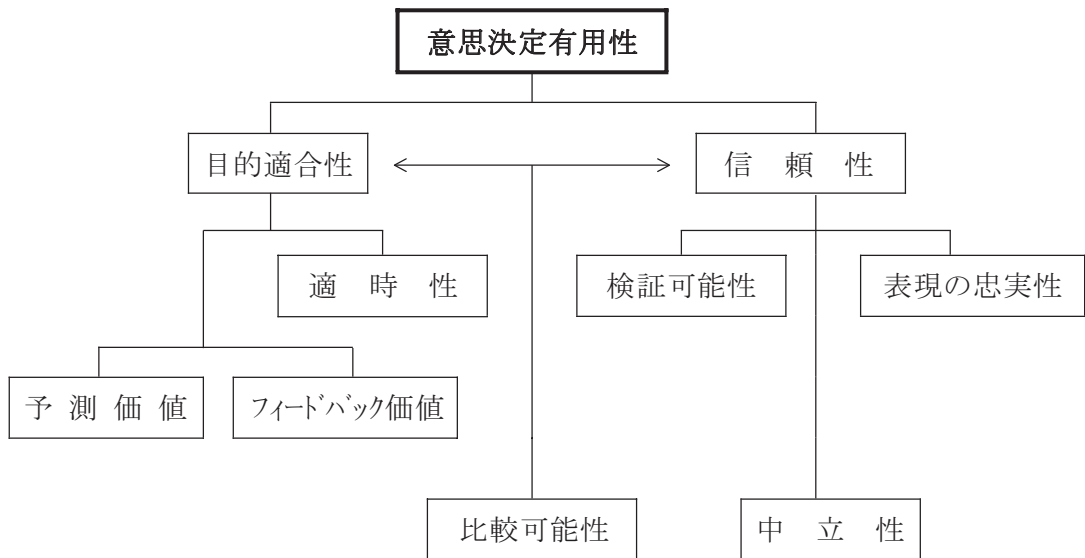 意思決定有用性
目的適合性
信頼性
適時性
検証可能性
表現の忠実性
予測価値
フィードバック価値
比較可能性
中立性